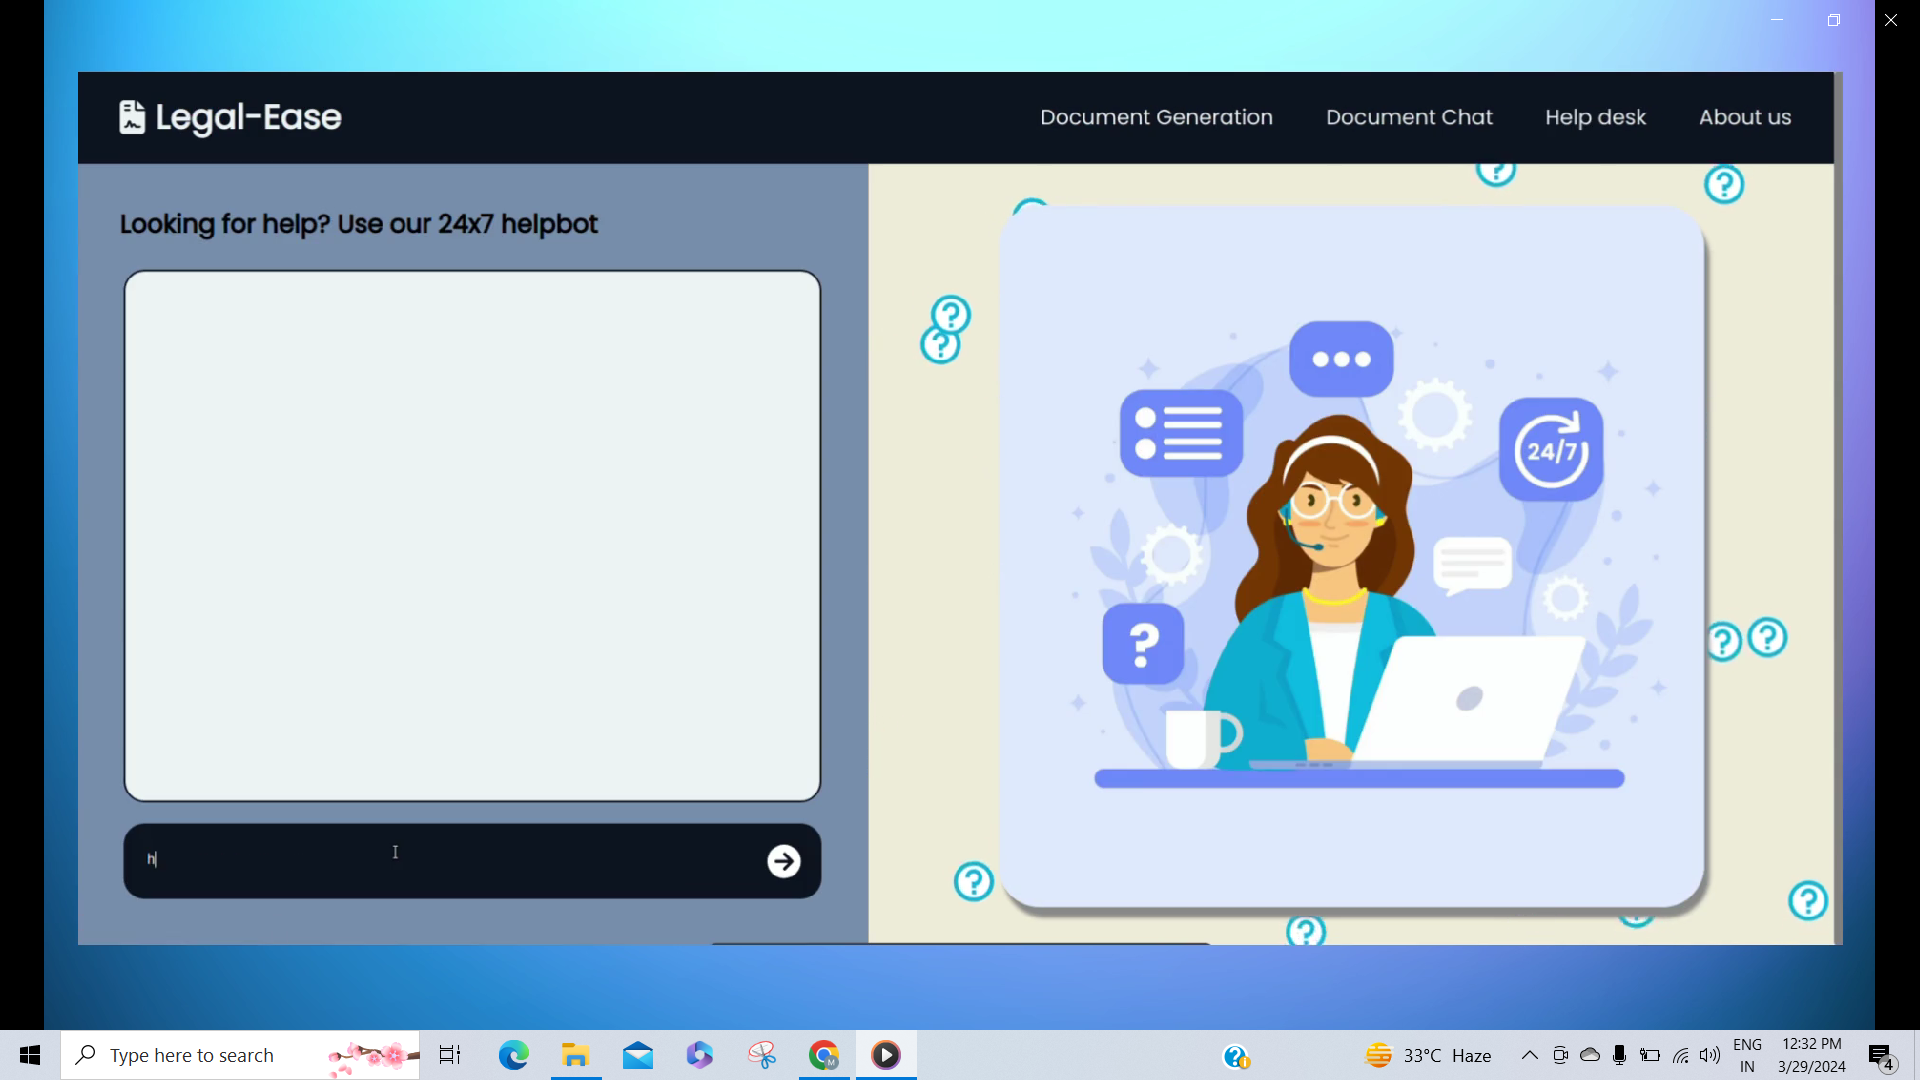 Legal-Ease
Document Generation
Document Chat
Help desk
About us
Looking for help? Use our 24x7 helpbot
24/7
?
h
Type here to search
33°C Haze
ENG
IN
12:32 PM
3/29/2024
4